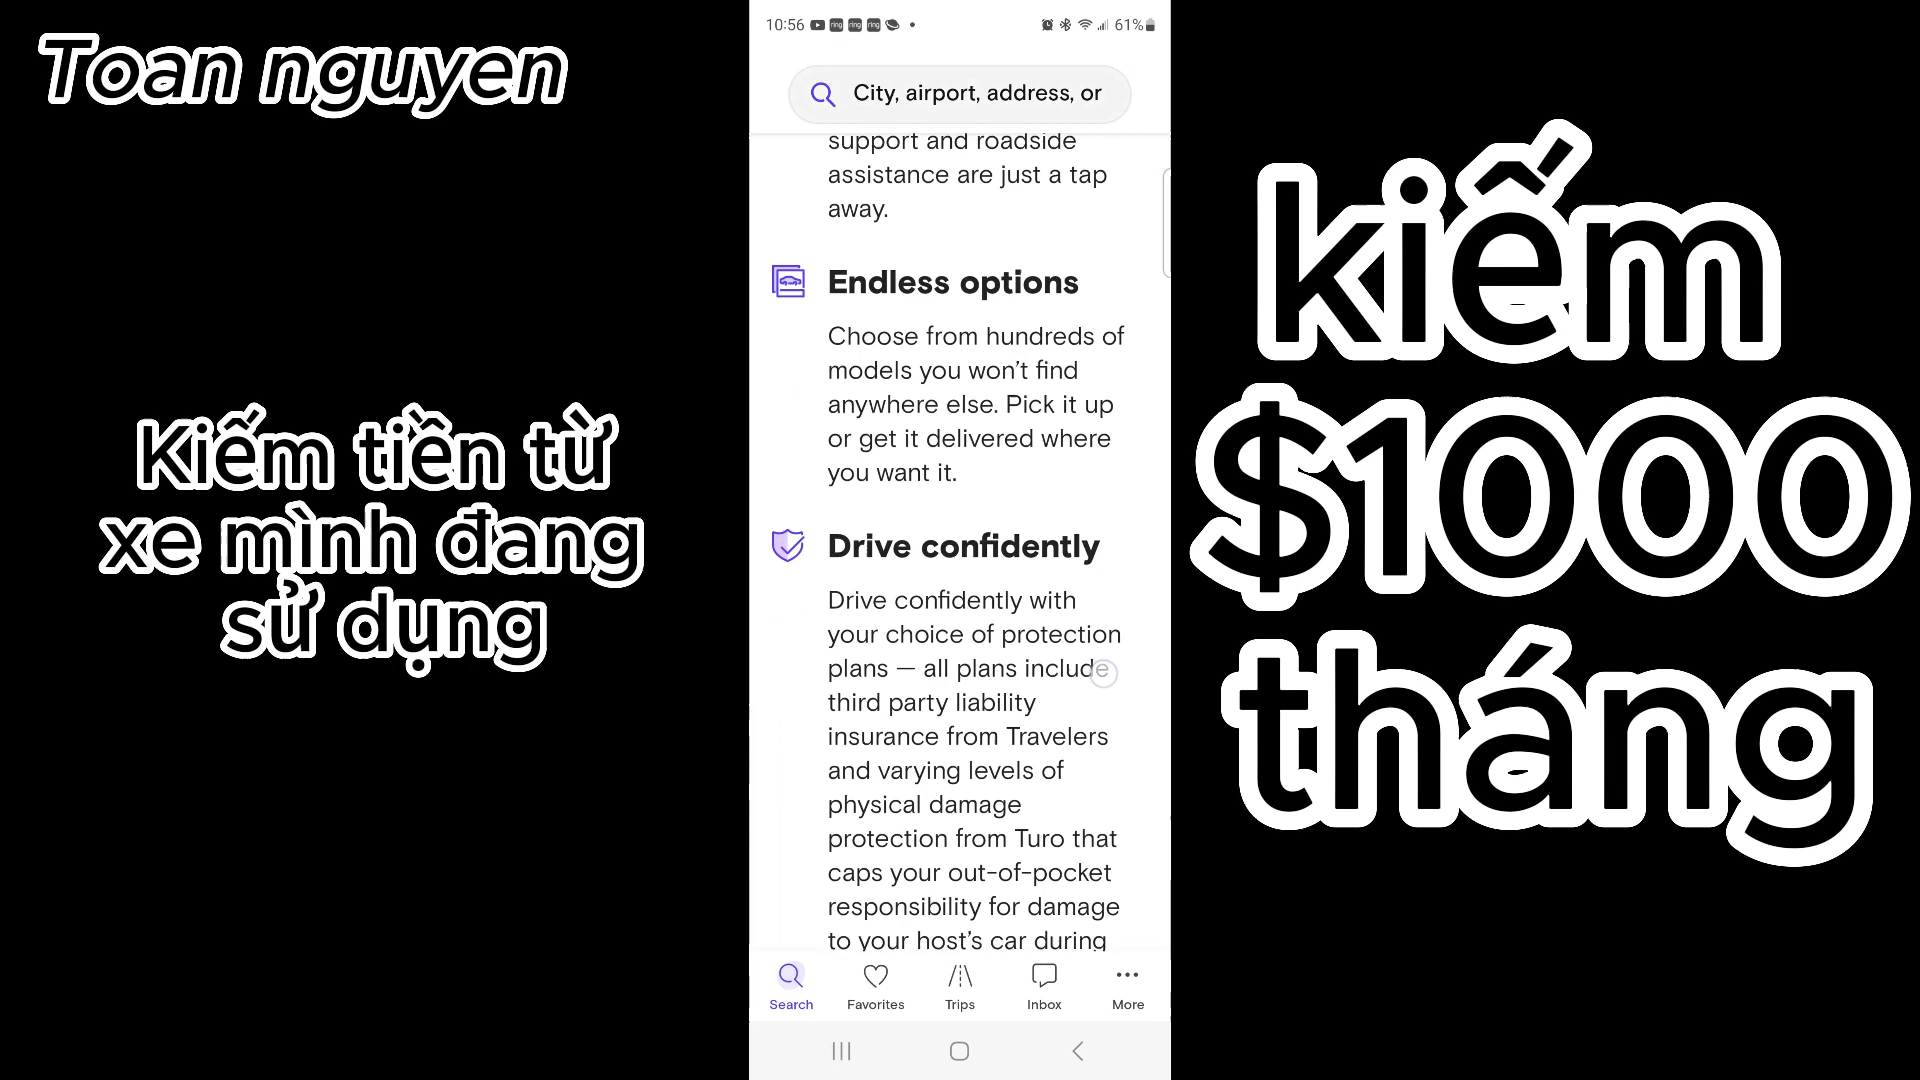 Toan nguyen
Kiếm tiền từ
xe mình đang
sử dụng
10:56
ring ring ring
61%
City, airport, address, or
support and roadside
assistance are just a tap
away.
Endless options
Choose from hundreds of
models you won’t find
anywhere else. Pick it up
or get it delivered where
you want it.
Drive confidently
Drive confidently with
your choice of protection
plans — all plans include
third party liability
insurance from Travelers
and varying levels of
physical damage
protection from Turo that
caps your out-of-pocket
responsibility for damage
to your host’s car during
Search
Favorites
Trips
Inbox
More
kiếm
$1000
tháng